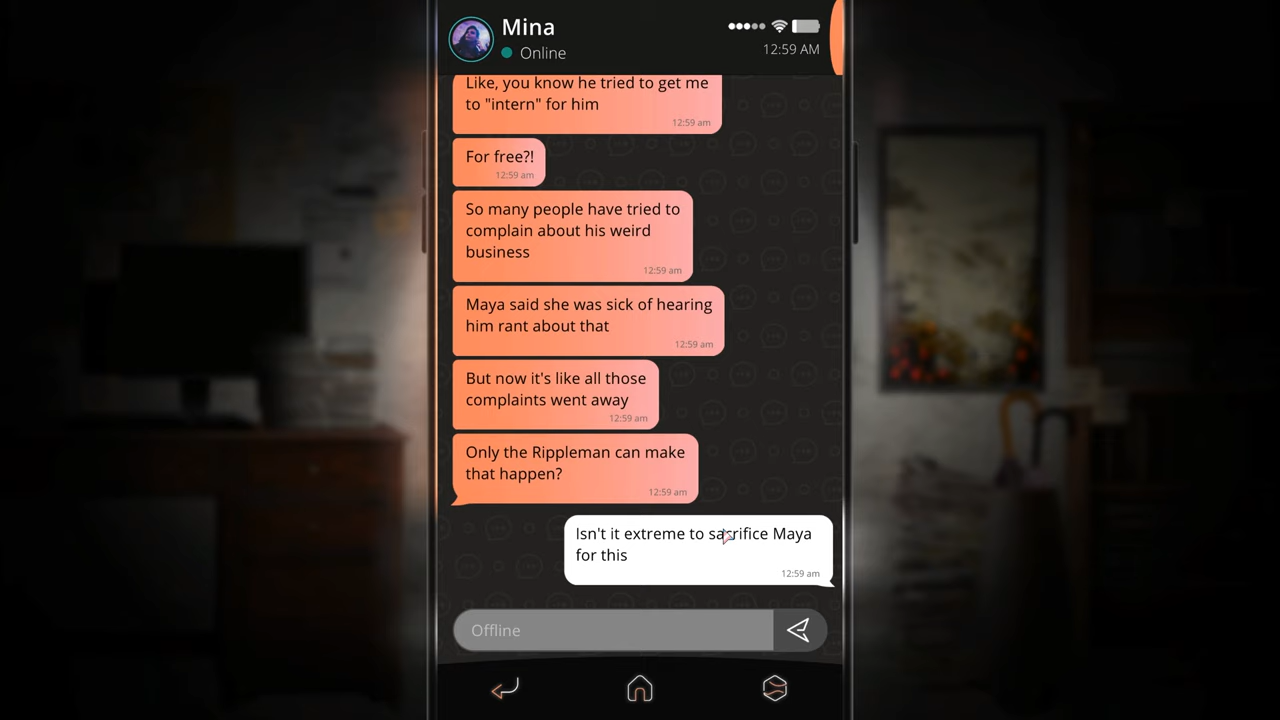 Mina
Online
12:59 AM
Like, you know he tried to get me
to "intern" for him
12:59 am
For free?!
12:59 am
So many people have tried to
complain about his weird
business
12:59 am
Maya said she was sick of hearing
him rant about that
12:59 am
But now it's like all those
complaints went away
12:59 am
Only the Rippleman can make
that happen?
12:59 am
Isn't it extreme to sacrifice Maya
for this
12:59 am
Offline